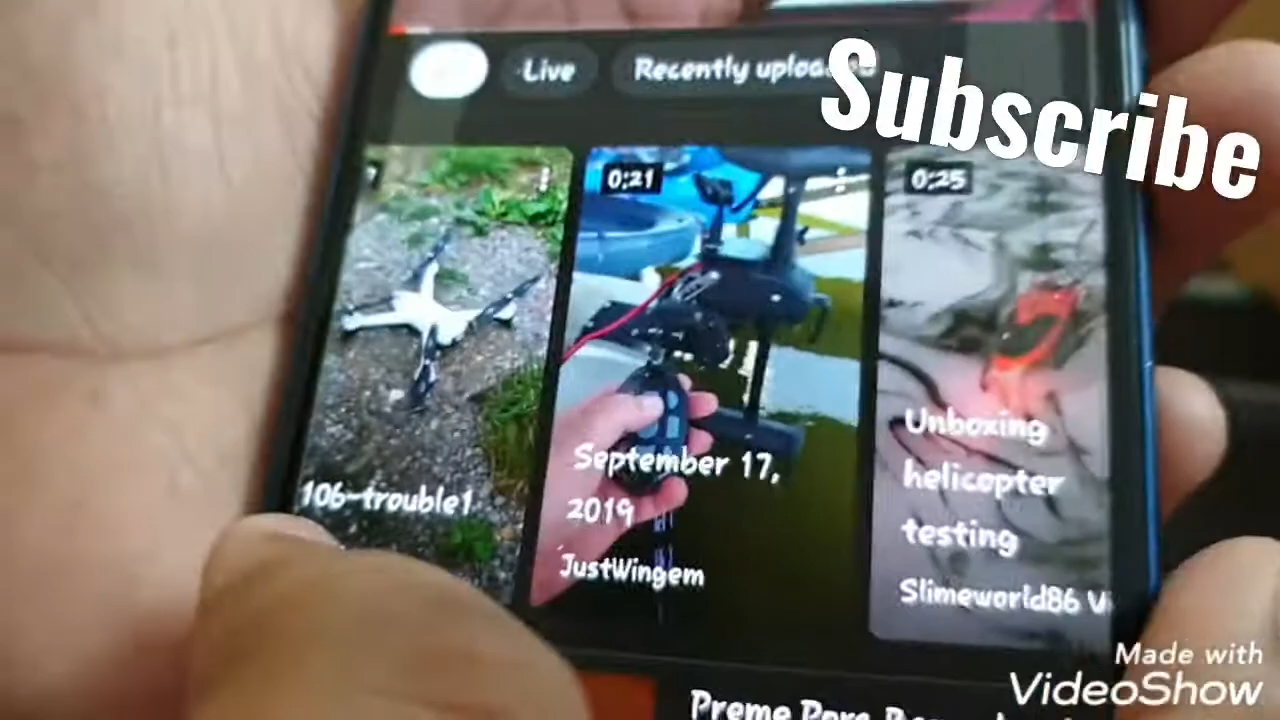 Live
Recently uploaded
Subscribe
0:21
0:25
106-trouble1
September 17,
2019
JustWingem
Unboxing
helicopter
testing
Slimeworld86
Made with
VideoShow